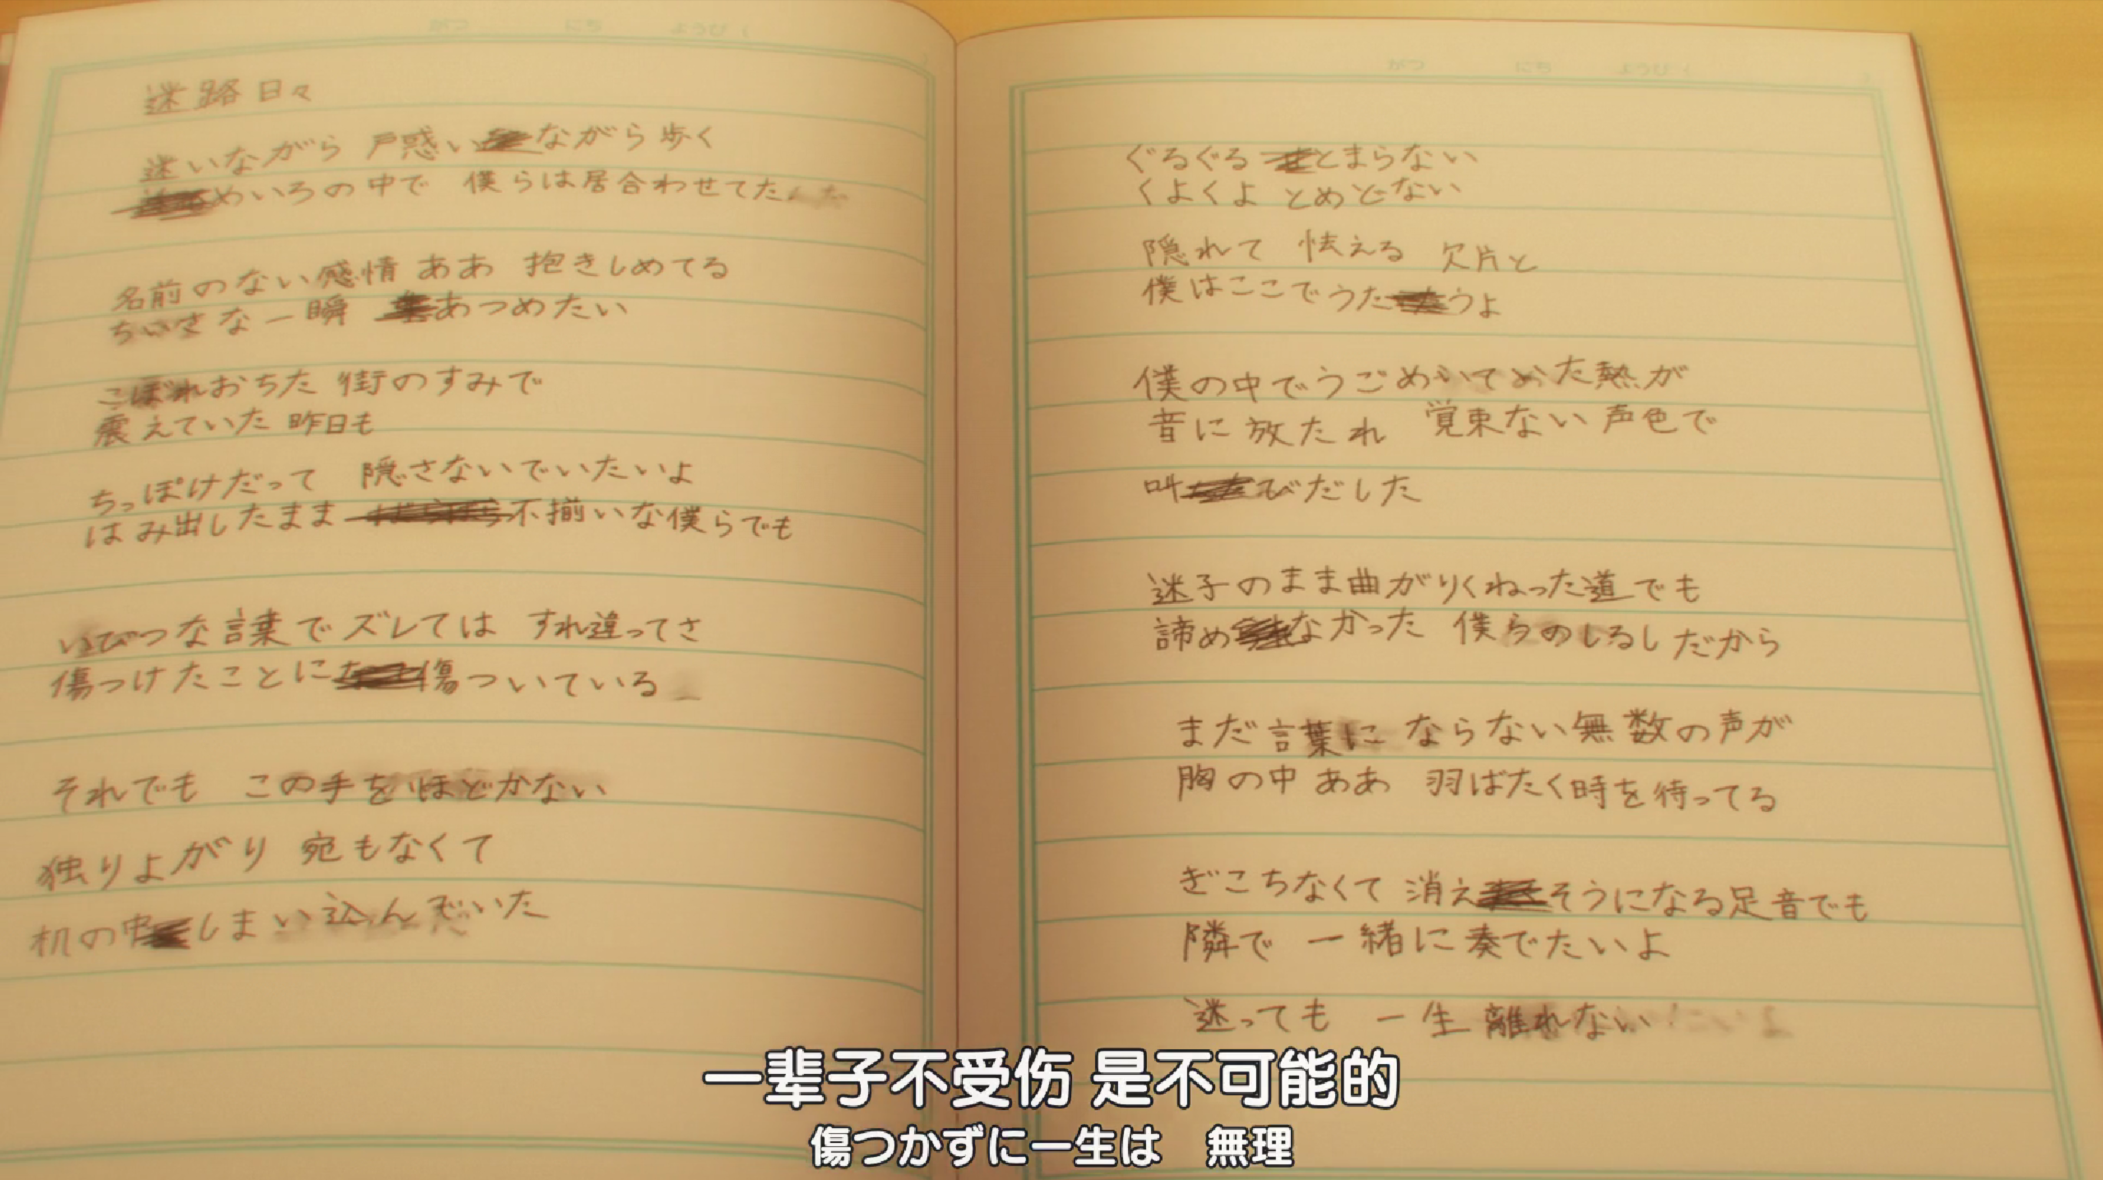 がつ にち ようび
迷路日々
迷いながら 戸惑いながら歩く
めいろの中で 僕らは居合わせてた
名前のない感情 ああ 抱きしめてる
ちいさな一瞬 あつめたい
こぼれおちた 街のすみで
震えていた 昨日も
ちっぽけだって 隠さないでいたいよ
はみ出したまま 不揃いな僕らでも
いびつな言葉でズレては すれ違ってさ
傷つけたことに傷ついている
それでも この手をほどかない
独りよがり 宛もなくて
机の中しまい込んでいた
がつ にち ようび
ぐるぐる とまらない
くよくよ とめどない
隠れて 怯える 欠片と
僕はここでうたうよ
僕の中でうごめいてた熱が
音に放たれ 覚束ない声色で
叫びだした
迷子のまま曲がりくねった道でも
諦めなかった 僕らのしるしだから
まだ言葉にならない無数の声が
胸の中 ああ 羽ばたく時を待ってる
ぎこちなくて 消えそうになる足音でも
隣で 一緒に奏でたいよ
迷っても 一生離れない
一辈子不受伤 是不可能的
傷つかずに一生は 無理